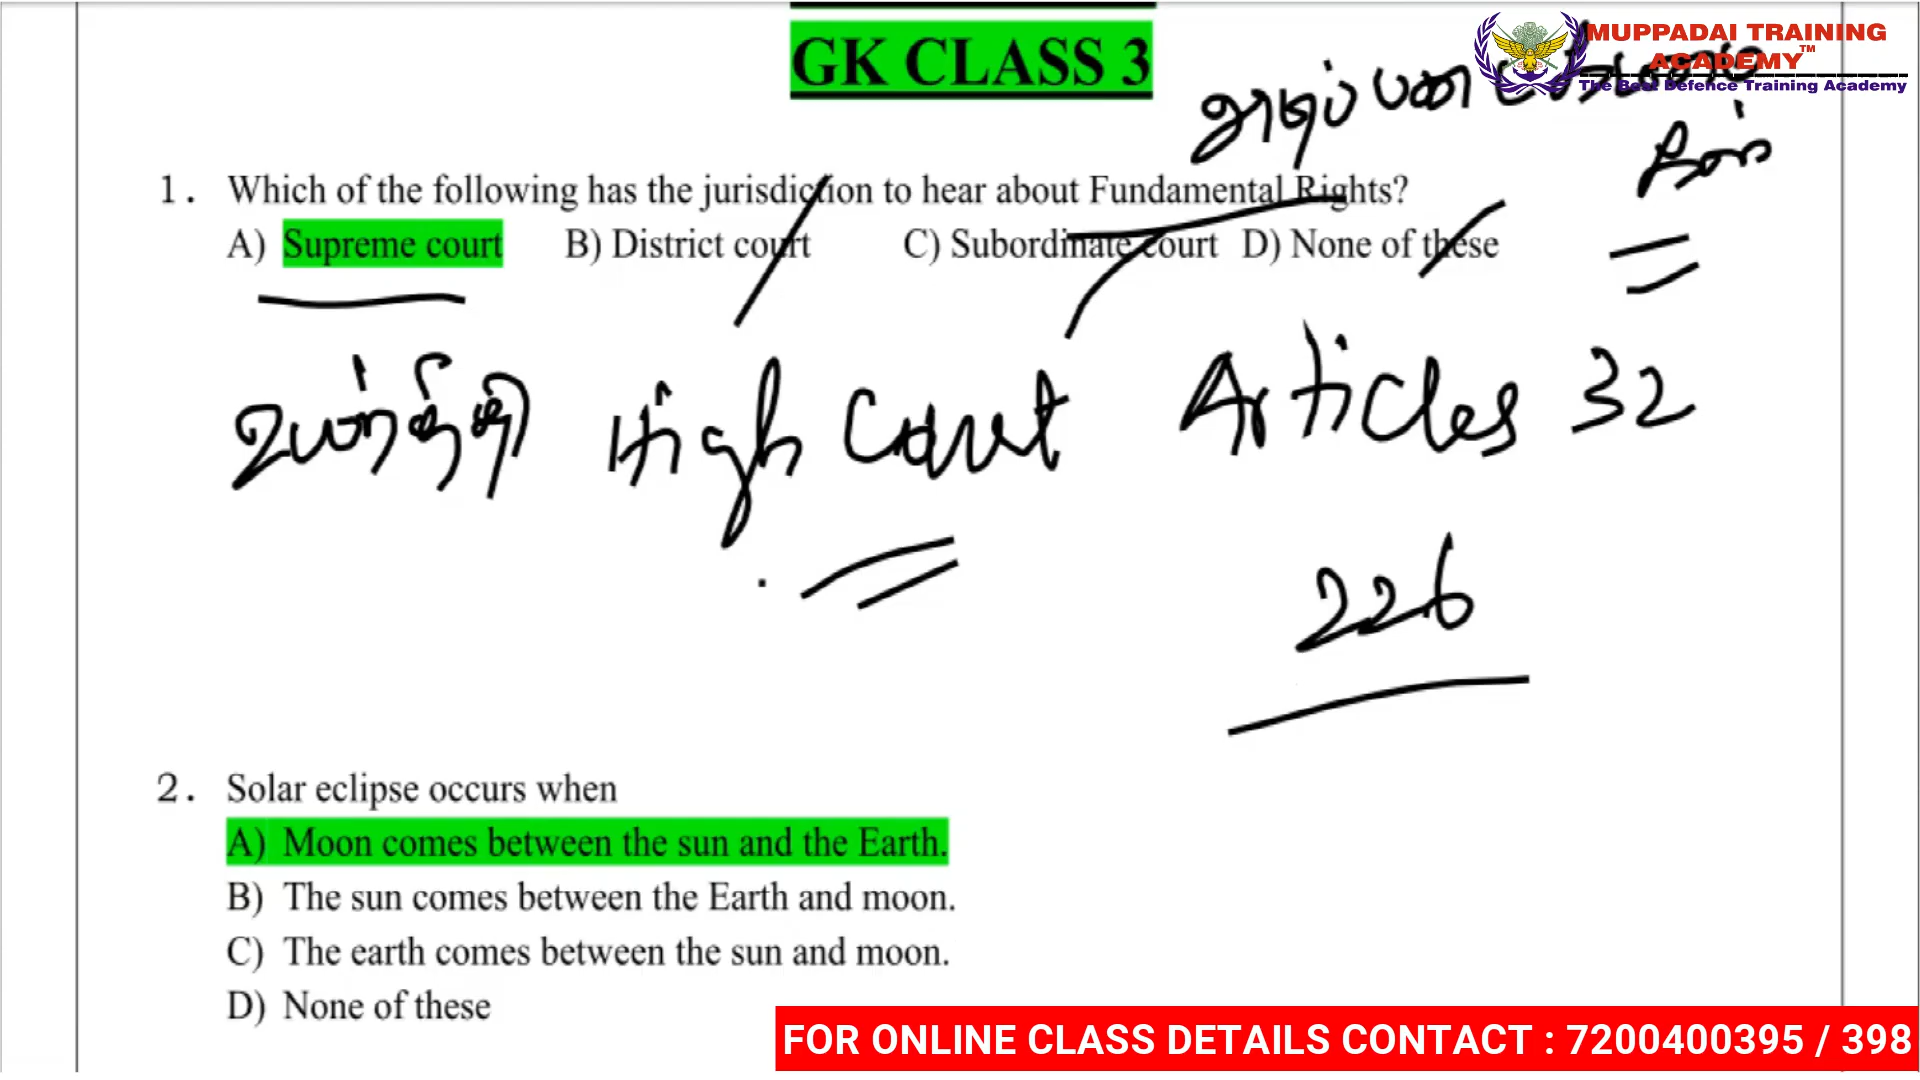 GK CLASS 3
MUPPADAI TRAINING
ACADEMY™
The Best Defence Training Academy
1. Which of the following has the jurisdiction to hear about Fundamental Rights?
A) Supreme court B) District court C) Subordinate court D) None of these
High Court Articles 32
226
2. Solar eclipse occurs when
A) Moon comes between the sun and the Earth.
B) The sun comes between the Earth and moon.
C) The earth comes between the sun and moon.
D) None of these
FOR ONLINE CLASS DETAILS CONTACT : 7200400395 / 398